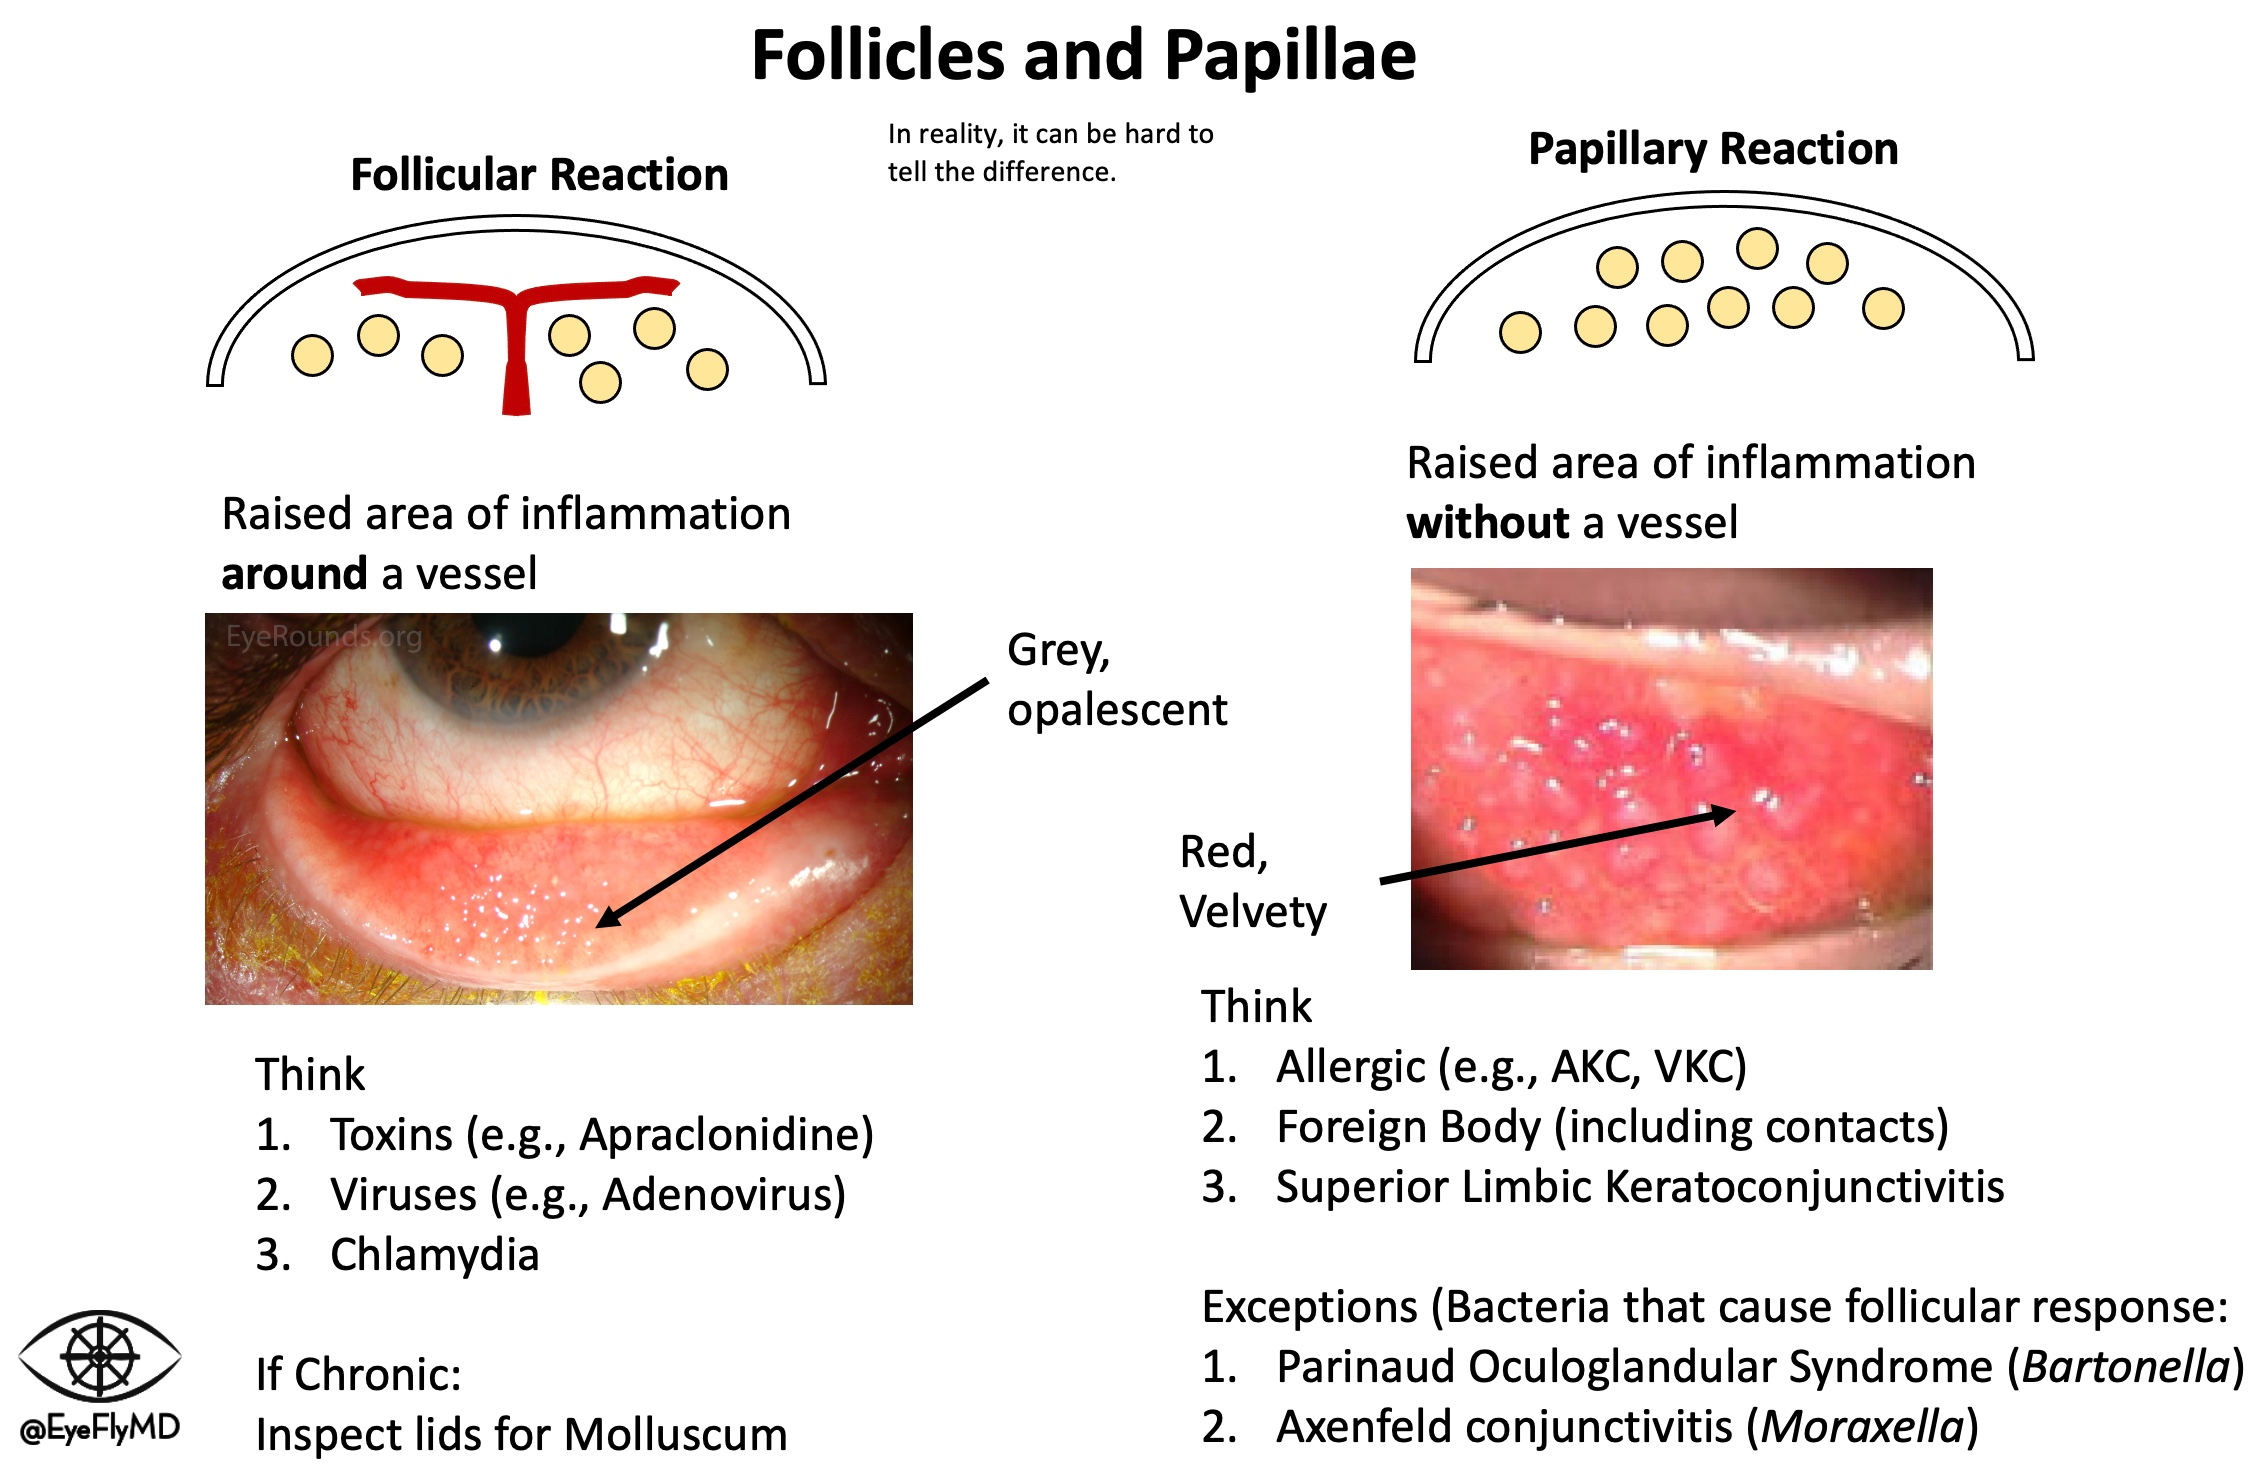 Follicles and Papillae
In reality, it can be hard to
tell the difference.
Follicular Reaction
Raised area of inflammation
around a vessel
EyeRounds.org
Grey,
opalescent
Think
1. Toxins (e.g., Apraclonidine)
2. Viruses (e.g., Adenovirus)
3. Chlamydia
If Chronic:
Inspect lids for Molluscum
@EyeFlyMD
Papillary Reaction
Raised area of inflammation
without a vessel
Red,
Velvety
Think
1. Allergic (e.g., AKC, VKC)
2. Foreign Body (including contacts)
3. Superior Limbic Keratoconjunctivitis
Exceptions (Bacteria that cause follicular response:
1. Parinaud Oculoglandular Syndrome (Bartonella)
2. Axenfeld conjunctivitis (Moraxella)